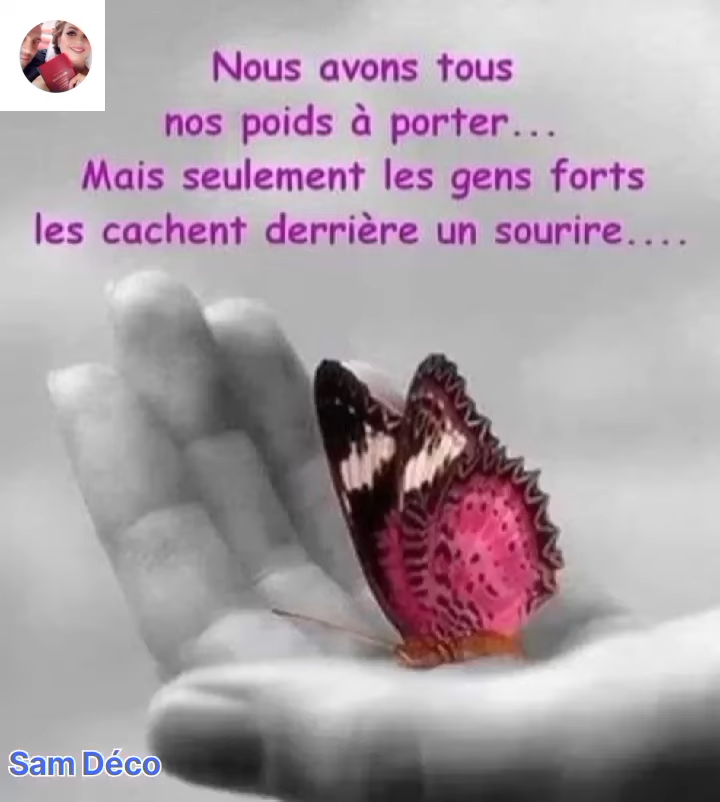 Nous avons tous
nos poids à porter...
Mais seulement les gens forts
les cachent derrière un sourire....
Sam Déco